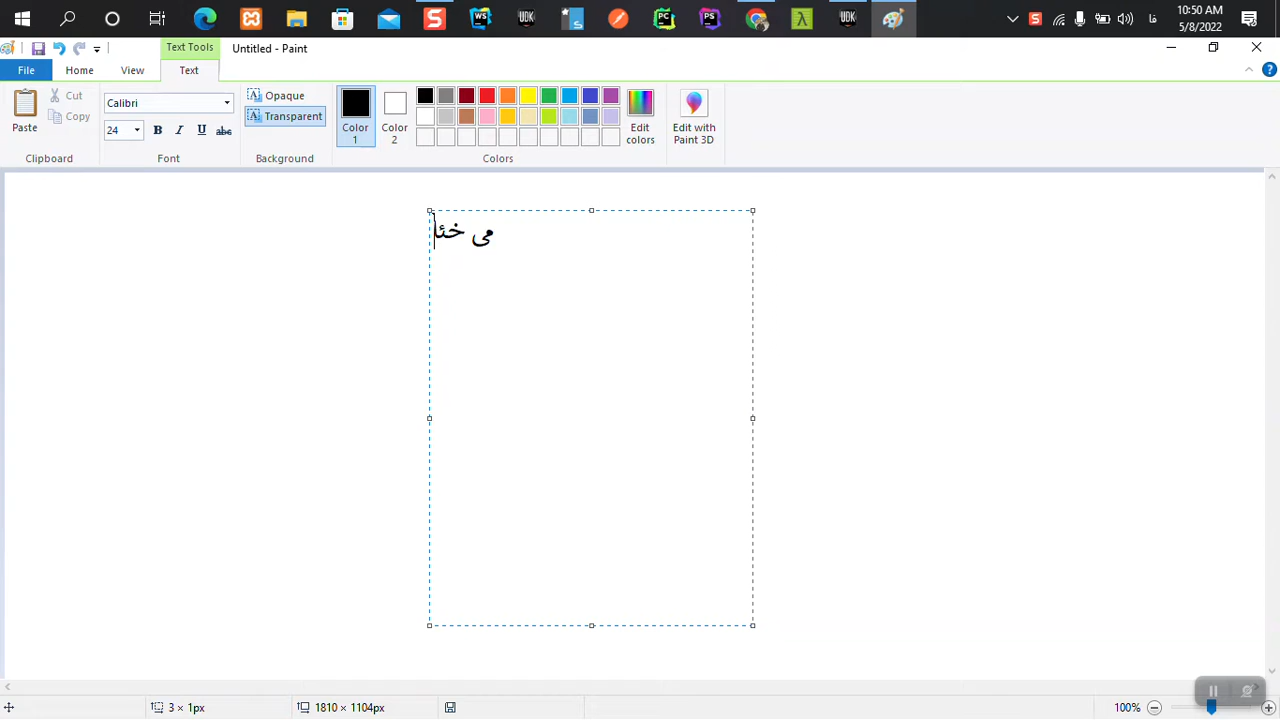 10:50 AM
5/8/2022
فا
Text Tools
Untitled - Paint
File
Home
View
Text
Paste
Cut
Copy
Clipboard
Calibri
24
B I U abc
Font
Opaque
Transparent
Background
Color 1
Color 2
Edit colors
Colors
Edit with Paint 3D
می خئا
3 × 1px
1810 × 1104px
100%